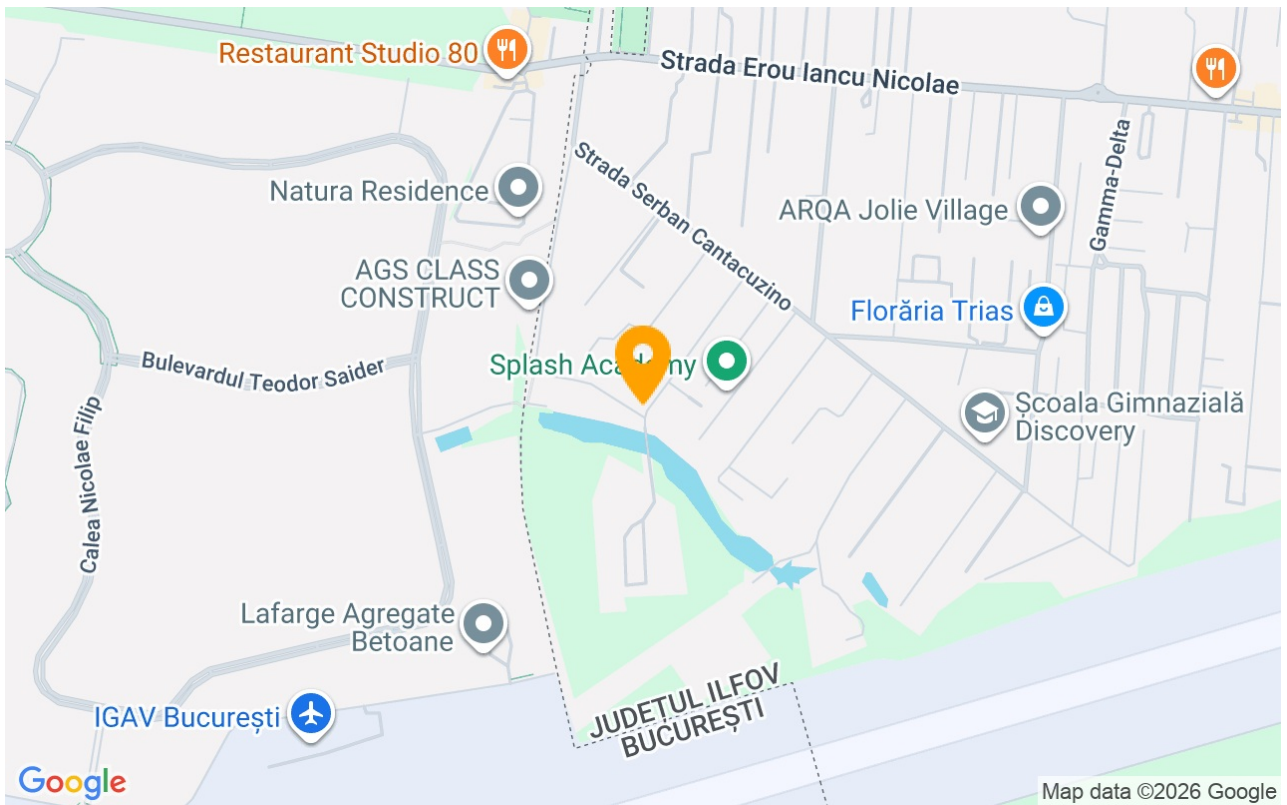 Restaurant Studio 80
Strada Erou Iancu Nicolae
Strada Serban Cantacuzino
Natura Residence
ARQA Jolie Village
Gamma-Delta
AGS CLASS
CONSTRUCT
Florăria Trias
Bulevardul Teodor Saider
Splash Academy
Școala Gimnazială
Discovery
Calea Nicolae Filip
Lafarge Agregate
Betoane
JUDEȚUL ILFOV
BUCUREȘTI
IGAV București
Google
Map data ©2026 Google